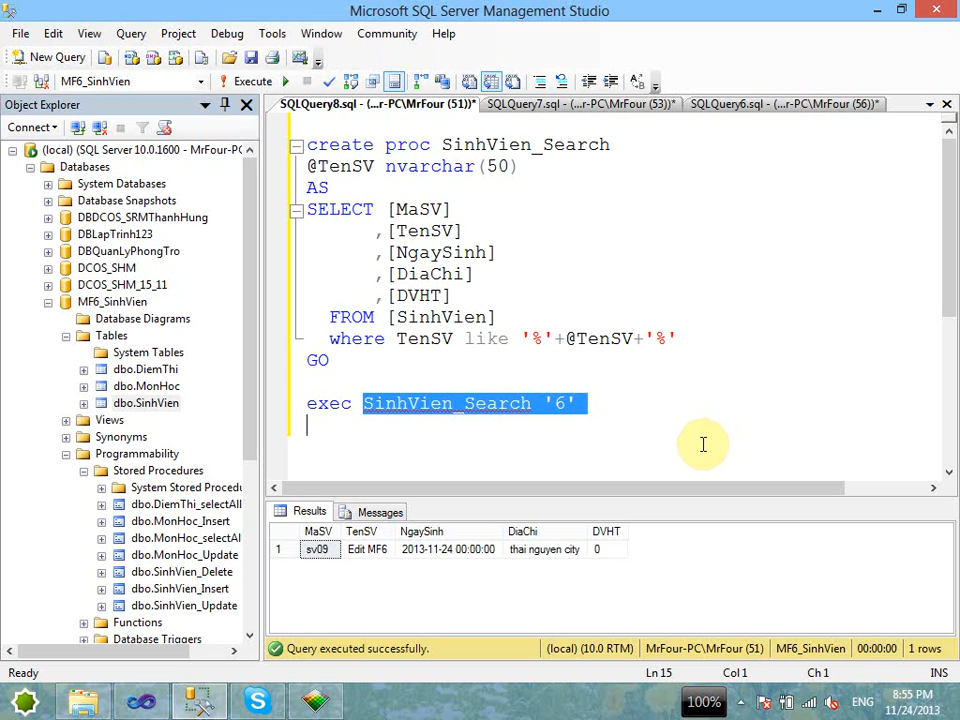 Microsoft SQL Server Management Studio
File Edit View Query Project Debug Tools Window Community Help
New Query
MF6_SinhVien Execute
Object Explorer
SQLQuery8.sql - (...r-PC\MrFour (51))* SQLQuery7.sql - (...r-PC\MrFour (53))* SQLQuery6.sql - (...r-PC\MrFour (56))*
Connect
(local) (SQL Server 10.0.1600 - MrFour-PC
Databases
System Databases
Database Snapshots
DBDCOS_SRMThanhHung
DBLapTrinh123
DBQuanLyPhongTro
DCOS_SHM
DCOS_SHM_15_11
MF6_SinhVien
Database Diagrams
Tables
System Tables
dbo.DiemThi
dbo.MonHoc
dbo.SinhVien
Views
Synonyms
Programmability
Stored Procedures
System Stored Procedu
dbo.DiemThi_selectAll
dbo.MonHoc_Insert
dbo.MonHoc_selectAl
dbo.MonHoc_Update
dbo.SinhVien_Delete
dbo.SinhVien_Insert
dbo.SinhVien_Update
Functions
Database Triggers
create proc SinhVien_Search
@TenSV nvarchar(50)
AS
SELECT [MaSV]
,[TenSV]
,[NgaySinh]
,[DiaChi]
,[DVHT]
FROM [SinhVien]
where TenSV like '%'+@TenSV+'%'
GO
exec SinhVien_Search '6'
Results Messages
MaSV TenSV NgaySinh DiaChi DVHT
1 sv09 Edit MF6 2013-11-24 00:00:00 thai nguyen city 0
Query executed successfully. (local) (10.0 RTM) MrFour-PC\MrFour (51) MF6_SinhVien 00:00:00 1 rows
Ready Ln 15 Col 1 Ch 1 INS
100% ENG 8:55 PM
11/24/2013